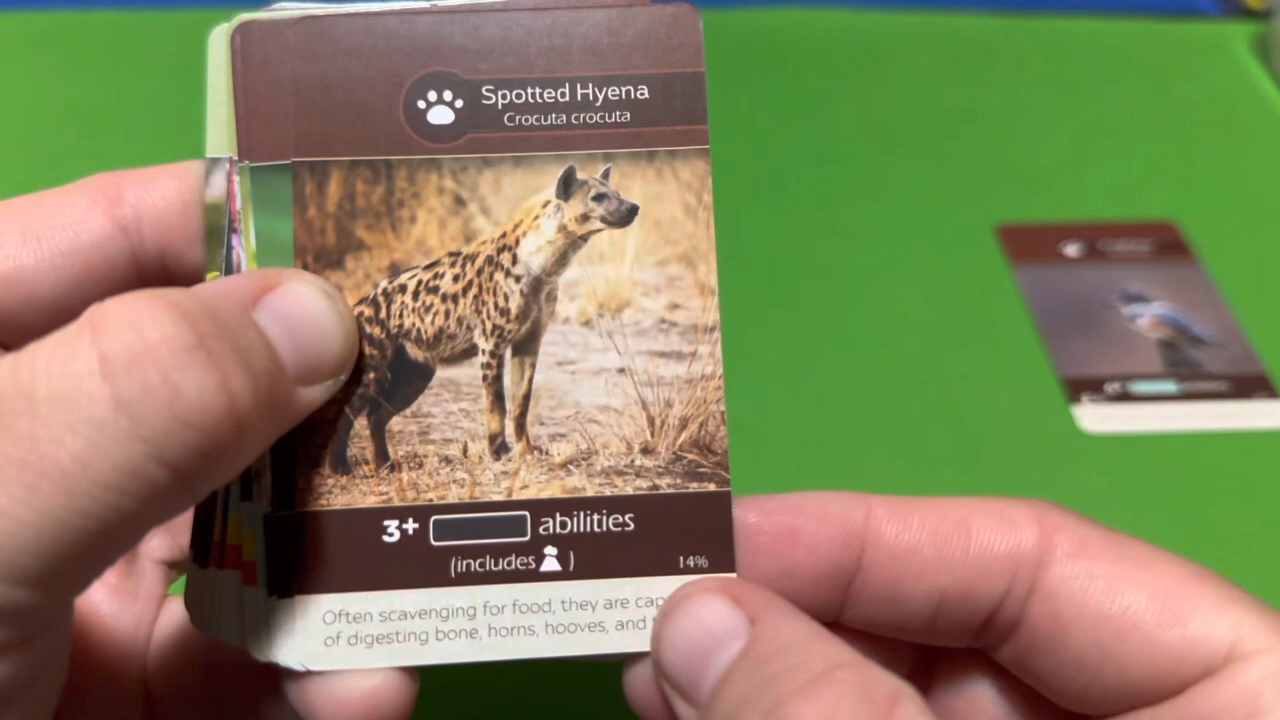 Spotted Hyena
Crocuta crocuta
3+ abilities
(includes )
14%
Often scavenging for food, they are cap
of digesting bone, horns, hooves, and